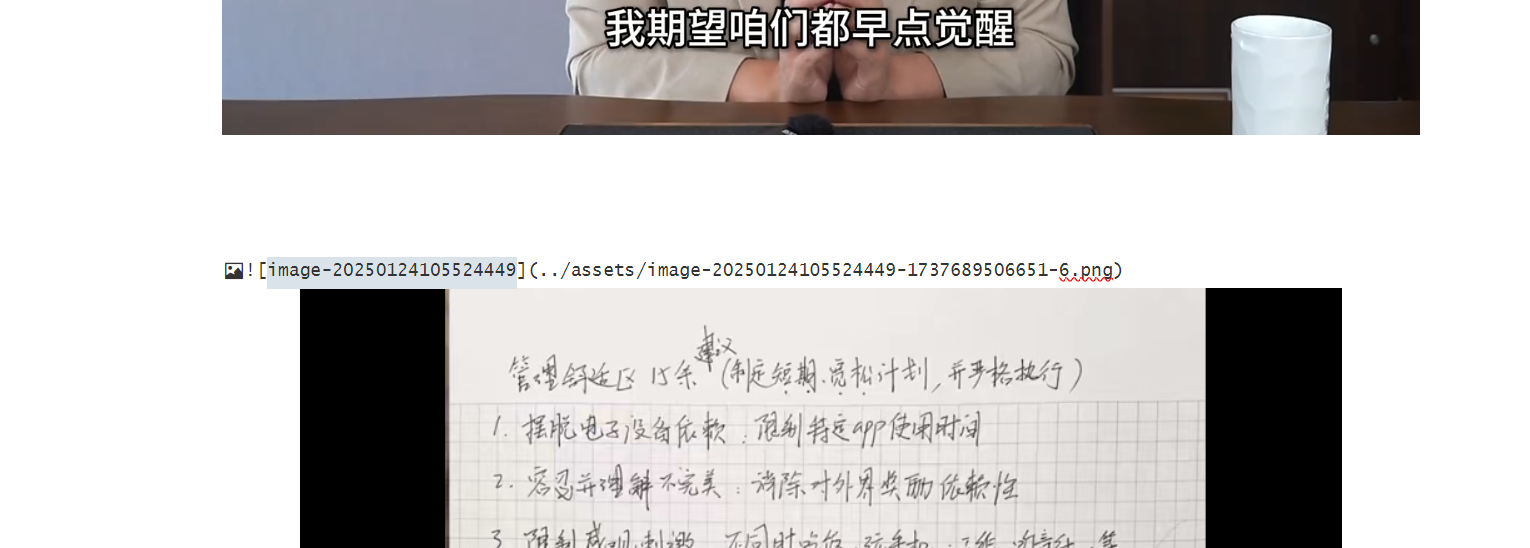 我期望咱们都早点觉醒
![image-20250124105524449](../assets/image-20250124105524449-1737689506651-6.png)
建议
管理舒适区 15条 (制定短期、宽松计划,并严格执行)
1. 摆脱电子设备依赖:限制特定app使用时间
2. 容忍并理解不完美:消除对外界奖励依赖性
3. 限制感观刺激 不同时吃饭、玩手机